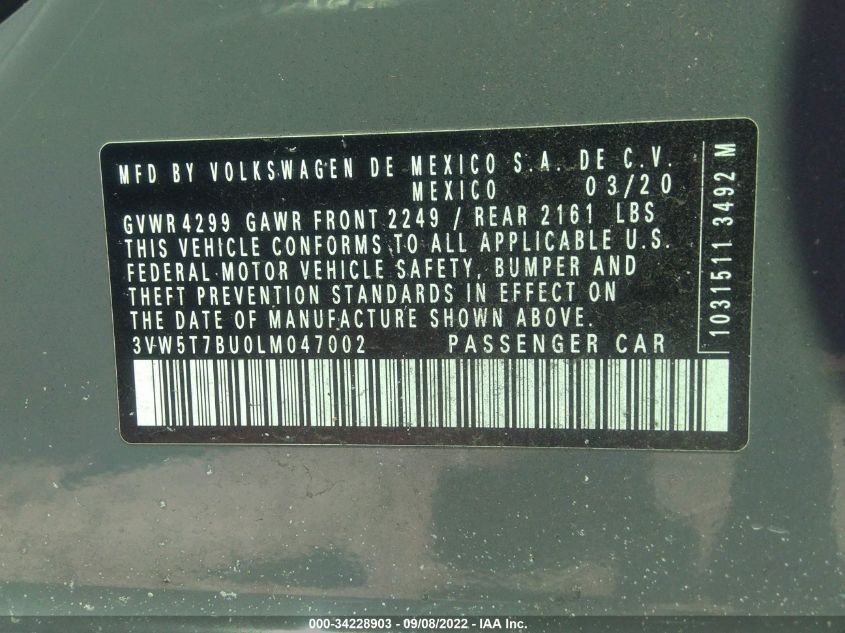 MFD BY VOLKSWAGEN DE MEXICO S.A. DE C.V.
MEXICO 03/20
GVWR 4299 GAWR FRONT 2249 / REAR 2161 LBS
THIS VEHICLE CONFORMS TO ALL APPLICABLE U.S.
FEDERAL MOTOR VEHICLE SAFETY, BUMPER AND
THEFT PREVENTION STANDARDS IN EFFECT ON
THE DATE OF MANUFACTURE SHOWN ABOVE.
3VW5T7BU0LM047002 PASSENGER CAR
1031511 3492 M
000-34228903 - 09/08/2022 - IAA Inc.